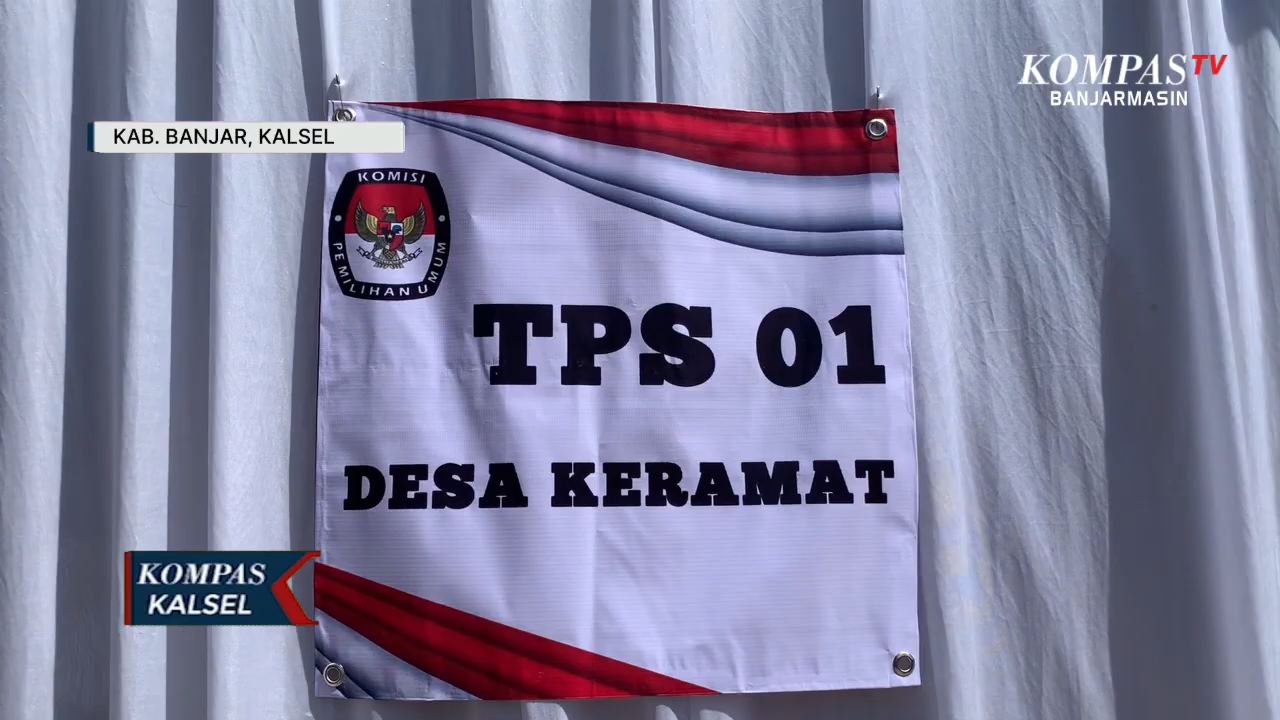 KOMPASTV
BANJARMASIN
KAB. BANJAR, KALSEL
KOMISI
PEMILIHAN UMUM
TPS 01
DESA KERAMAT
KOMPAS
KALSEL